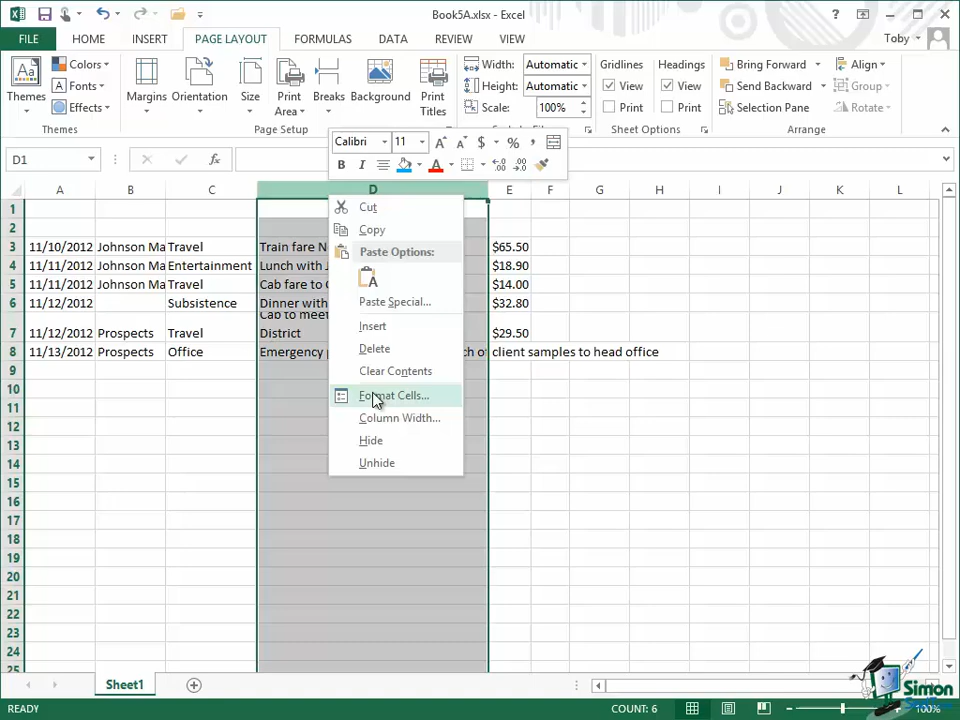 Book5A.xlsx - Excel
FILE HOME INSERT PAGE LAYOUT FORMULAS DATA REVIEW VIEW Toby
Themes Colors Fonts Effects Margins Orientation Size Print Area Breaks Background Print Titles
Width: Automatic
Height: Automatic
Scale: 100%
Gridlines Headings
View View
Print Print
Bring Forward Align
Send Backward Group
Selection Pane Rotate
Themes Page Setup Sheet Options Arrange
Calibri 11 A A $ % ,
B I A
D1 fx
A B C D E F G H I J K L
1
2
3 11/10/2012 Johnson Ma Travel Train fare N $65.50
4 11/11/2012 Johnson Ma Entertainment Lunch with J $18.90
5 11/11/2012 Johnson Ma Travel Cab fare to $14.00
6 11/12/2012 Subsistence Dinner with $32.80
Cab to meet
7 11/12/2012 Prospects Travel District $29.50
8 11/13/2012 Prospects Office Emergency client samples to head office
9
10
11
12
13
14
15
16
17
18
19
20
21
22
23
24
25
Cut
Copy
Paste Options:
Paste Special...
Insert
Delete
Clear Contents
Format Cells...
Column Width...
Hide
Unhide
Sheet1
READY COUNT: 6 100%
Simon